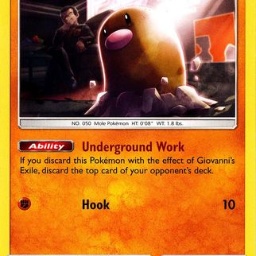 NO. 050 Mole Pokémon HT: 0'08" WT: 1.8 lbs.
Ability Underground Work
If you discard this Pokémon with the effect of Giovanni's
Exile, discard the top card of your opponent's deck.
Hook 10